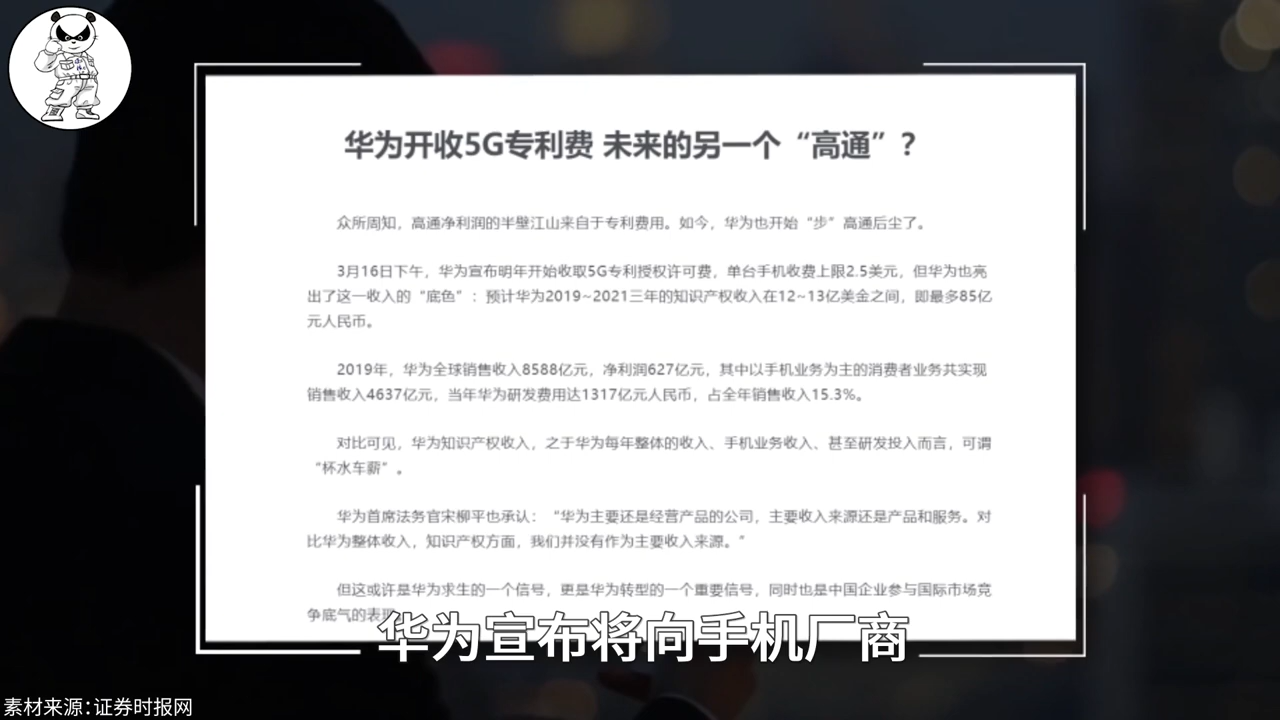 华为开收5G专利费 未来的另一个“高通”？
众所周知，高通净利润的半壁江山来自于专利费用。如今，华为也开始“步”高通后尘了。
3月16日下午，华为宣布明年开始收取5G专利授权许可费，单台手机收费上限2.5美元，但华为也亮
出了这一收入的“底色”：预计华为2019~2021三年的知识产权收入在12~13亿美金之间，即最多85亿
元人民币。
2019年，华为全球销售收入8588亿元，净利润627亿元，其中以手机业务为主的消费者业务共实现
销售收入4637亿元，当年华为研发费用达1317亿元人民币，占全年销售收入15.3%。
对比可见，华为知识产权收入，之于华为每年整体的收入、手机业务收入、甚至研发投入而言，可谓
“杯水车薪”。
华为首席法务官宋柳平也承认：“华为主要还是经营产品的公司，主要收入来源还是产品和服务。对
比华为整体收入，知识产权方面，我们并没有作为主要收入来源。”
但这或许是华为求生的一个信号，更是华为转型的一个重要信号，同时也是中国企业参与国际市场竞
争底气的表现
华为宣布将向手机厂商
素材来源:证券时报网